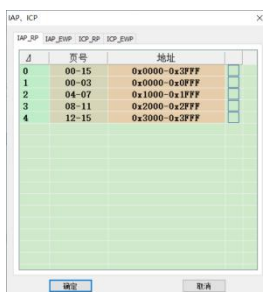 IAP, ICP
IAP_RP IAP_EWP ICP_RP ICP_EWP
页号 地址
0 00-15 0x0000-0x3FFF
1 00-03 0x0000-0x0FFF
2 04-07 0x1000-0x1FFF
3 08-11 0x2000-0x2FFF
4 12-15 0x3000-0x3FFF
确定 取消